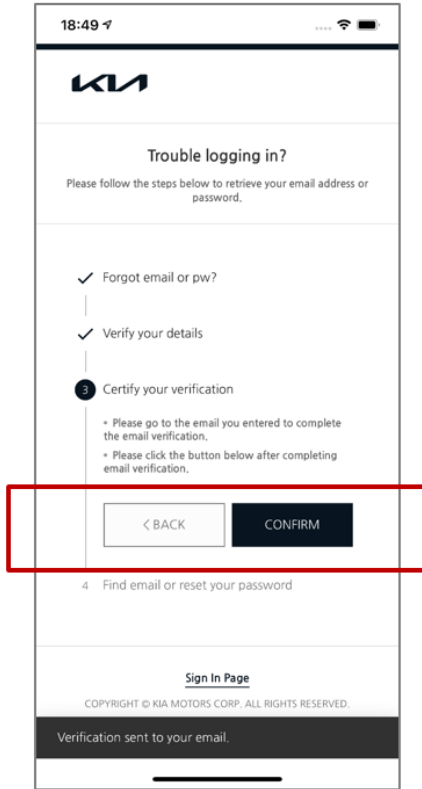 18:49
KIA
Trouble logging in?
Please follow the steps below to retrieve your email address or
password.
Forgot email or pw?
Verify your details
3 Certify your verification
• Please go to the email you entered to complete
the email verification.
• Please click the button below after completing
email verification.
< BACK
CONFIRM
4 Find email or reset your password
Sign In Page
COPYRIGHT © KIA MOTORS CORP. ALL RIGHTS RESERVED.
Verification sent to your email.